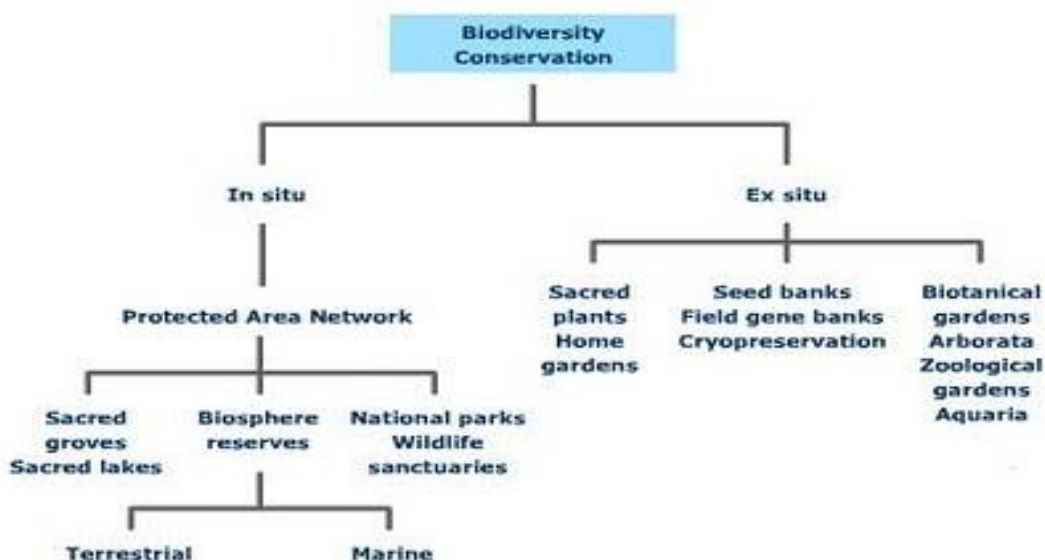 Biodiversity
Conservation
In situ
Ex situ
Protected Area Network
Sacred
plants
Home
gardens
Seed banks
Field gene banks
Cryopreservation
Biotanical
gardens
Arborata
Zoological
gardens
Aquaria
Sacred
groves
Sacred lakes
Biosphere
reserves
National parks
Wildlife
sanctuaries
Terrestrial
Marine